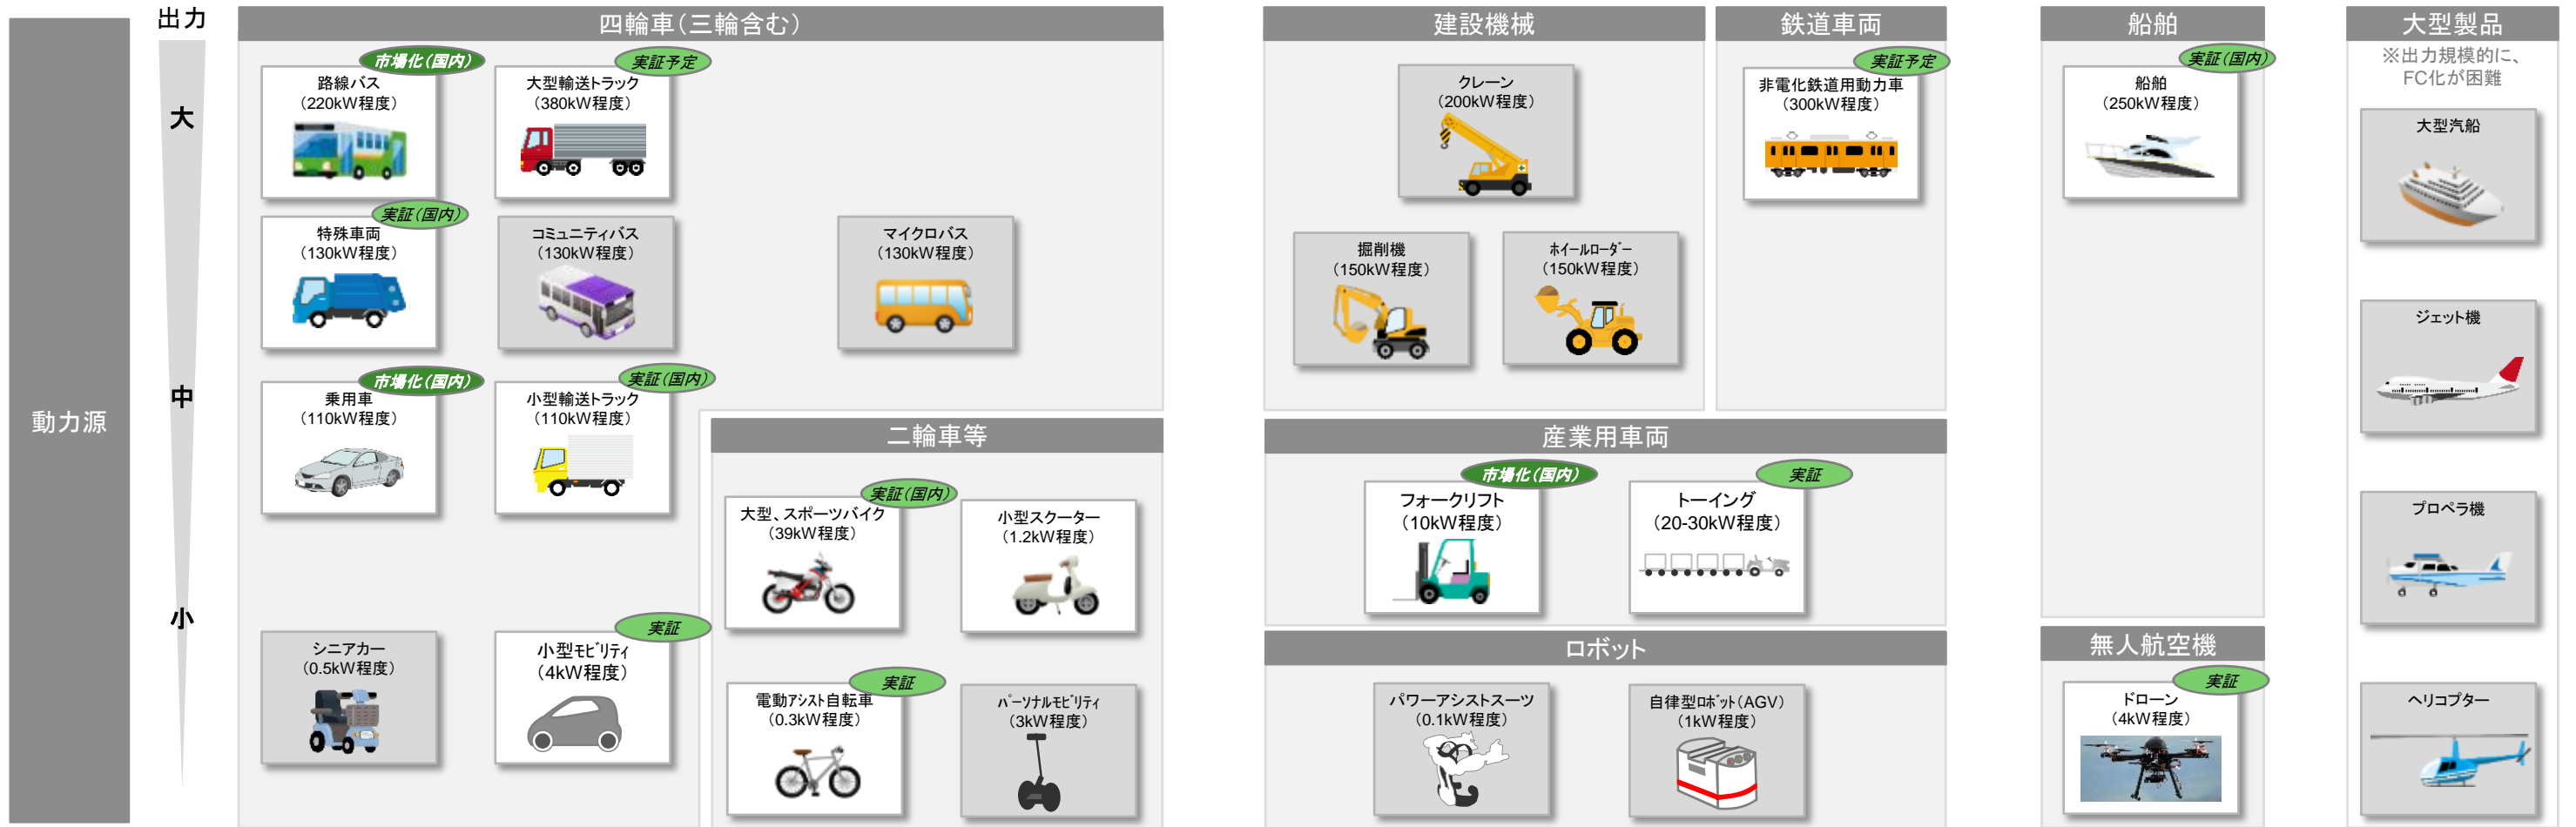 動力源
出力
大
中
小
四輪車（三輪含む）
市場化（国内）
路線バス
（220kW程度）
実証予定
大型輸送トラック
（380kW程度）
実証（国内）
特殊車両
（130kW程度）
コミュニティバス
（130kW程度）
マイクロバス
（130kW程度）
市場化（国内）
乗用車
（110kW程度）
実証（国内）
小型輸送トラック
（110kW程度）
シニアカー
（0.5kW程度）
実証
小型ﾓﾋﾞﾘﾃｨ
（4kW程度）
二輪車等
実証（国内）
大型、スポーツバイク
（39kW程度）
小型スクーター
（1.2kW程度）
実証
電動ｱｼｽﾄ自転車
（0.3kW程度）
ﾊﾟｰｿﾅﾙﾓﾋﾞﾘﾃｨ
（3kW程度）
建設機械
クレーン
（200kW程度）
掘削機
（150kW程度）
ﾎｲｰﾙﾛｰﾀﾞｰ
（150kW程度）
鉄道車両
実証予定
非電化鉄道用動力車
（300kW程度）
産業用車両
市場化（国内）
フォークリフト
（10kW程度）
実証
トーイング
（20-30kW程度）
ロボット
パワーアシストスーツ
（0.1kW程度）
自律型ﾛﾎﾞｯﾄ（AGV）
（1kW程度）
船舶
実証（国内）
船舶
（250kW程度）
無人航空機
実証
ドローン
（4kW程度）
大型製品
※出力規模的に、
FC化が困難
大型汽船
ジェット機
プロペラ機
ヘリコプター